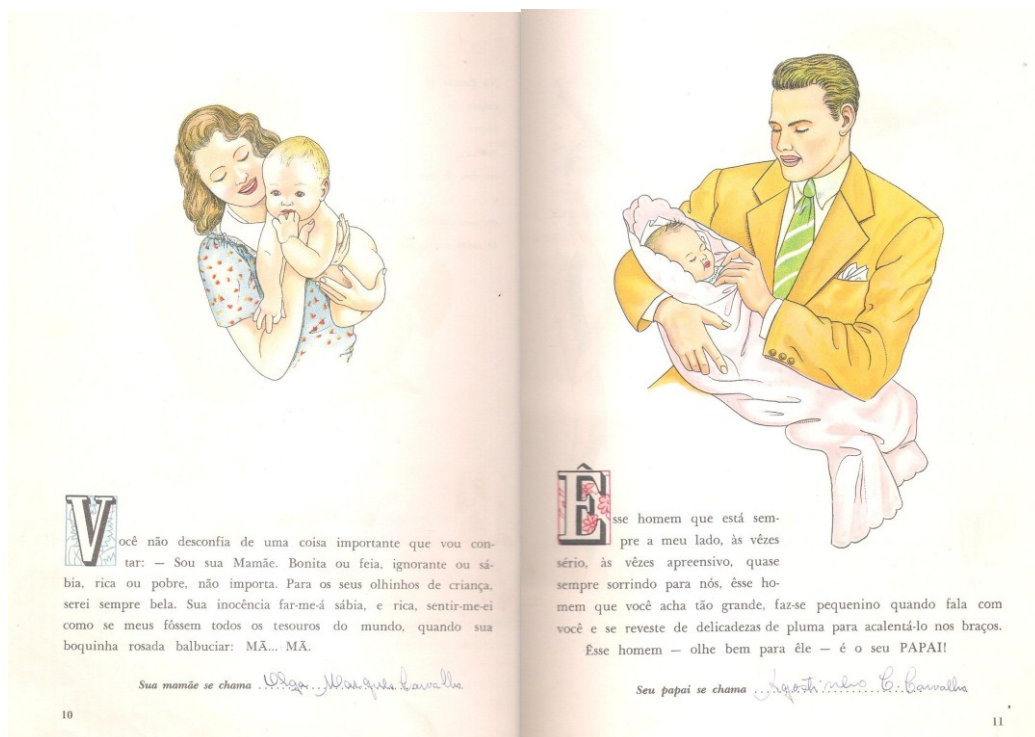 Você não desconfia de uma coisa importante que vou con-
tar: — Sou sua Mamãe. Bonita ou feia, ignorante ou sá-
bia, rica ou pobre, não importa. Para os seus olhinhos de criança,
serei sempre bela. Sua inocência far-me-á sábia, e rica, sentir-me-ei
como se meus fôssem todos os tesouros do mundo, quando sua
boquinha rosada balbuciar: MÃ... MÃ.
Sua mamãe se chama Olga Marques Carvalho
10
Êsse homem que está sem-
pre a meu lado, às vêzes
sério, às vêzes apreensivo, quase
sempre sorrindo para nós, êsse ho-
mem que você acha tão grande, faz-se pequenino quando fala com
você e se reveste de delicadezas de pluma para acalentá-lo nos braços.
Êsse homem — olhe bem para êle — é o seu PAPAI!
Seu papai se chama Agostinho C. Carvalho
11